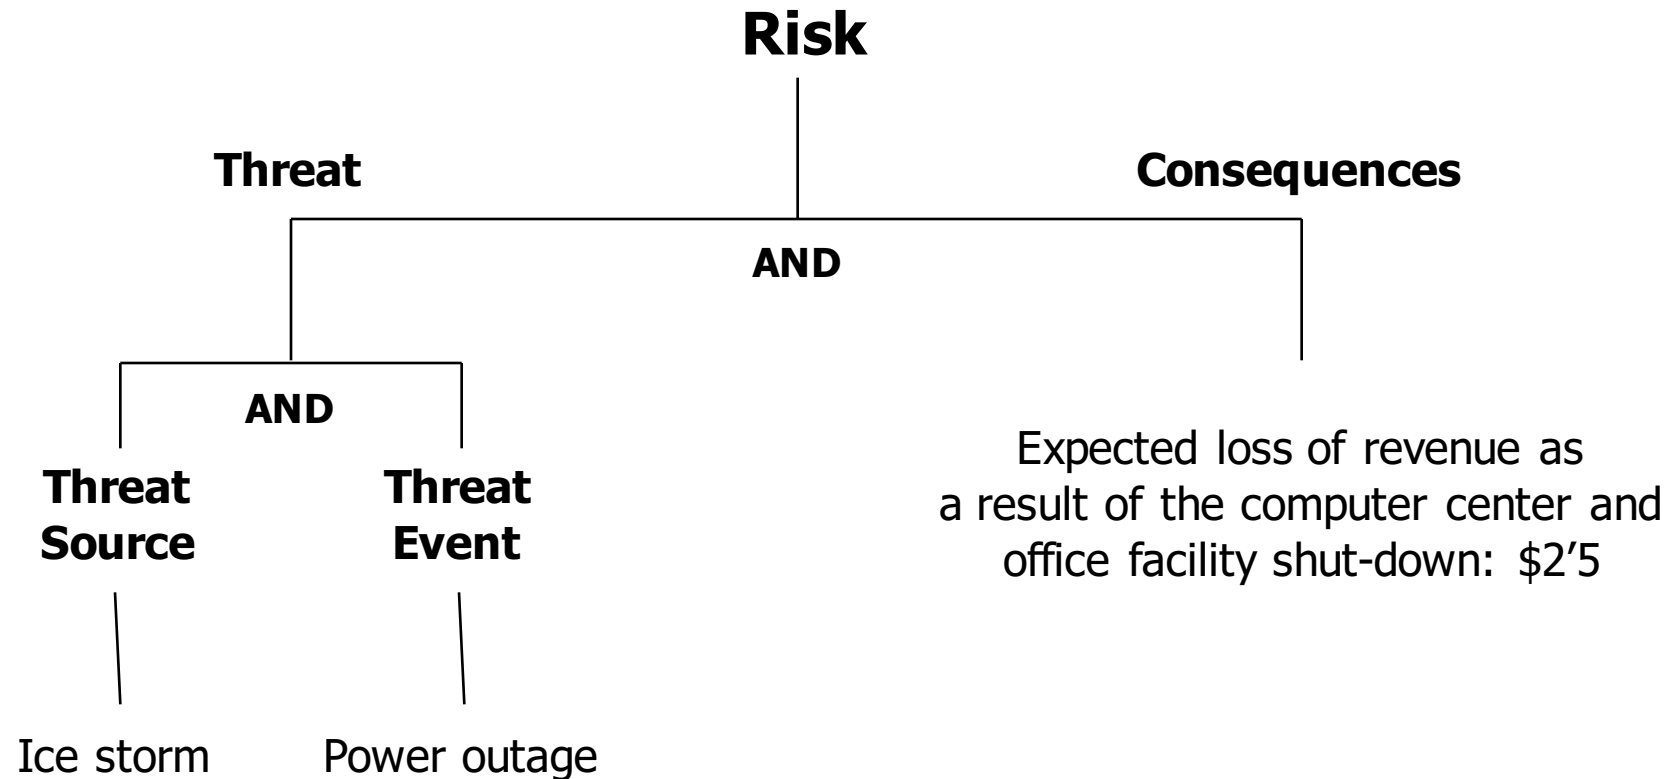 Risk
Threat
Consequences
AND
AND
Threat
Source
Threat
Event
Expected loss of revenue as
a result of the computer center and
office facility shut-down: $2’5
Ice storm
Power outage